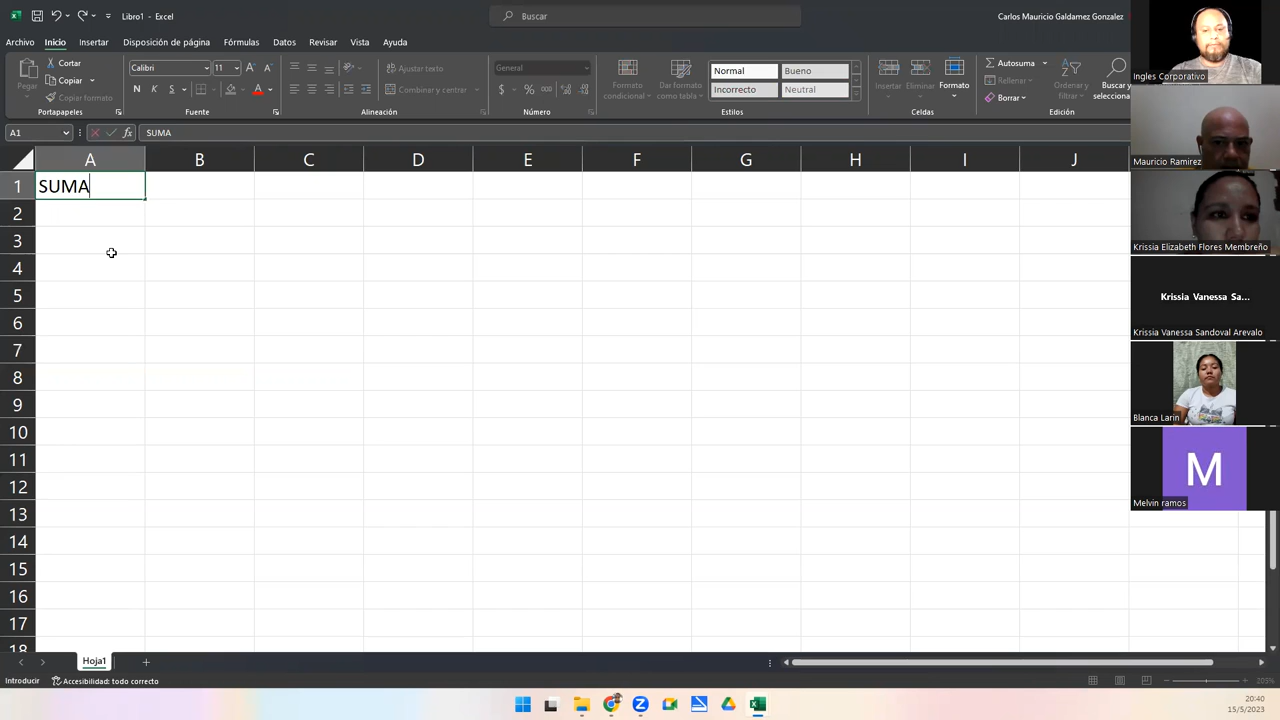 Libro1 - Excel
Buscar
Carlos Mauricio Galdamez Gonzalez
Archivo Inicio Insertar Disposición de página Fórmulas Datos Revisar Vista Ayuda
Pegar
Cortar
Copiar
Copiar formato
Portapapeles
Calibri 11
N K S
Fuente
Ajustar texto
Combinar y centrar
Alineación
General
Número
Formato condicional
Dar formato como tabla
Normal Bueno
Incorrecto Neutral
Estilos
Insertar Eliminar Formato
Celdas
Autosuma
Rellenar
Borrar
Ordenar y filtrar
Buscar y
selecciona
Edición
A1 fx SUMA
A B C D E F G H I J
1 SUMA
2
3
4
5
6
7
8
9
10
11
12
13
14
15
16
17
18
Hoja1
Introducir Accesibilidad: todo correcto 205%
20:40
15/5/2023
Ingles Corporativo
Mauricio Ramirez
Krissia Elizabeth Flores Membreño
Krissia Vanessa Sa...
Krissia Vanessa Sandoval Arevalo
Blanca Larin
M
Melvin ramos